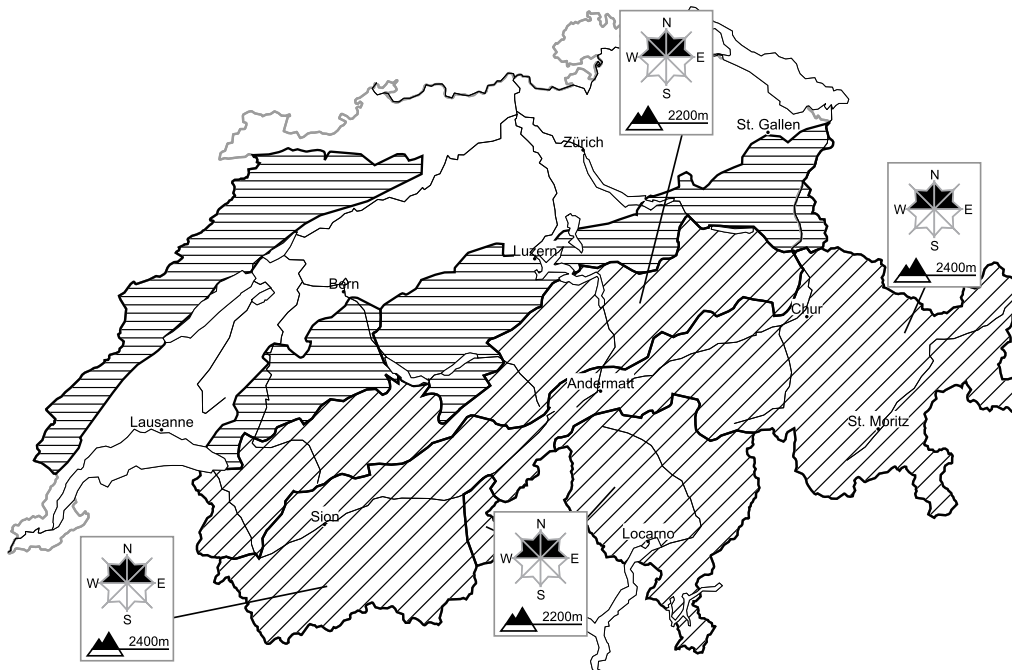 N
W E
S
2200m
St. Gallen
Zürich
N
W E
S
2400m
Luzern
Bern
Chur
Andermatt
Lausanne
St. Moritz
Sion
Locarno
N
W E
S
2200m
N
W E
S
2400m